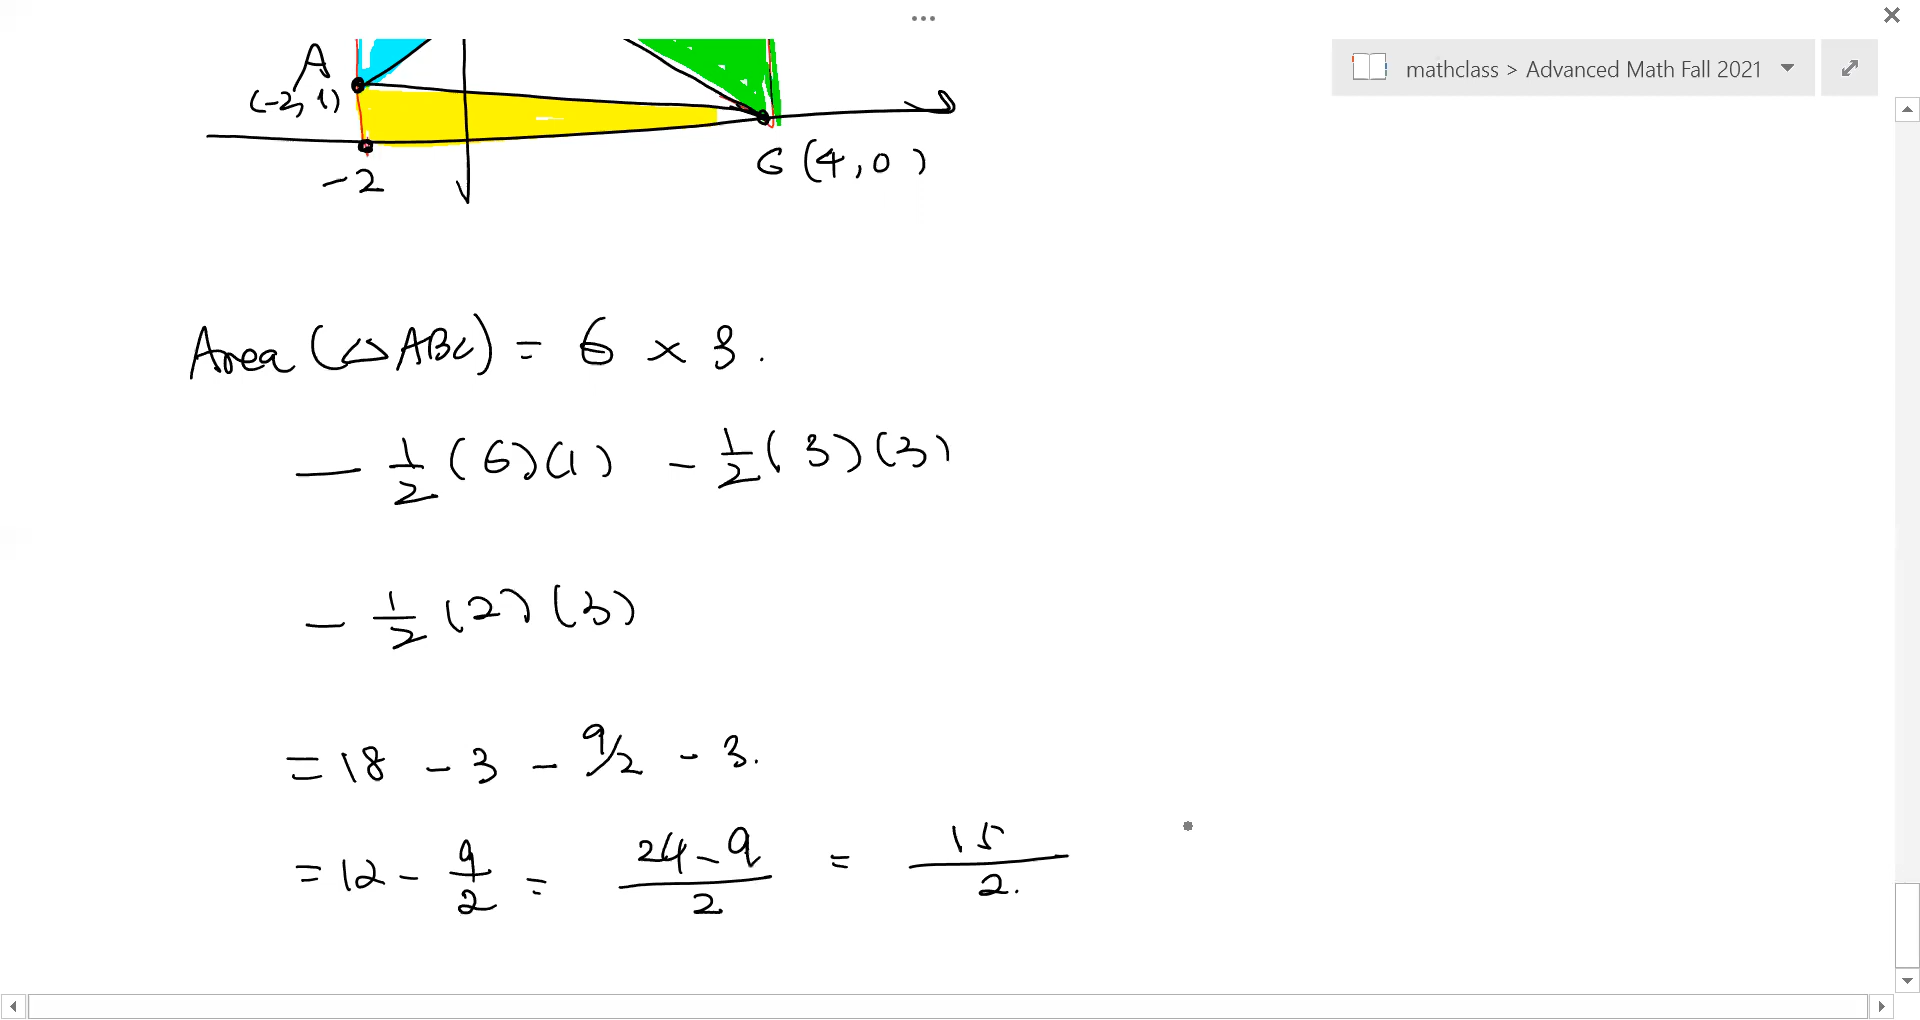 ...
mathclass > Advanced Math Fall 2021
A
(-2, 1)
-2
C (4, 0)
Area (△ABC) = 6 × 3.
- 1/2 (6)(1) - 1/2 (3)(3)
- 1/2 (2)(3)
= 18 - 3 - 9/2 - 3.
= 12 - 9/2 = (24-9)/2 = 15/2.